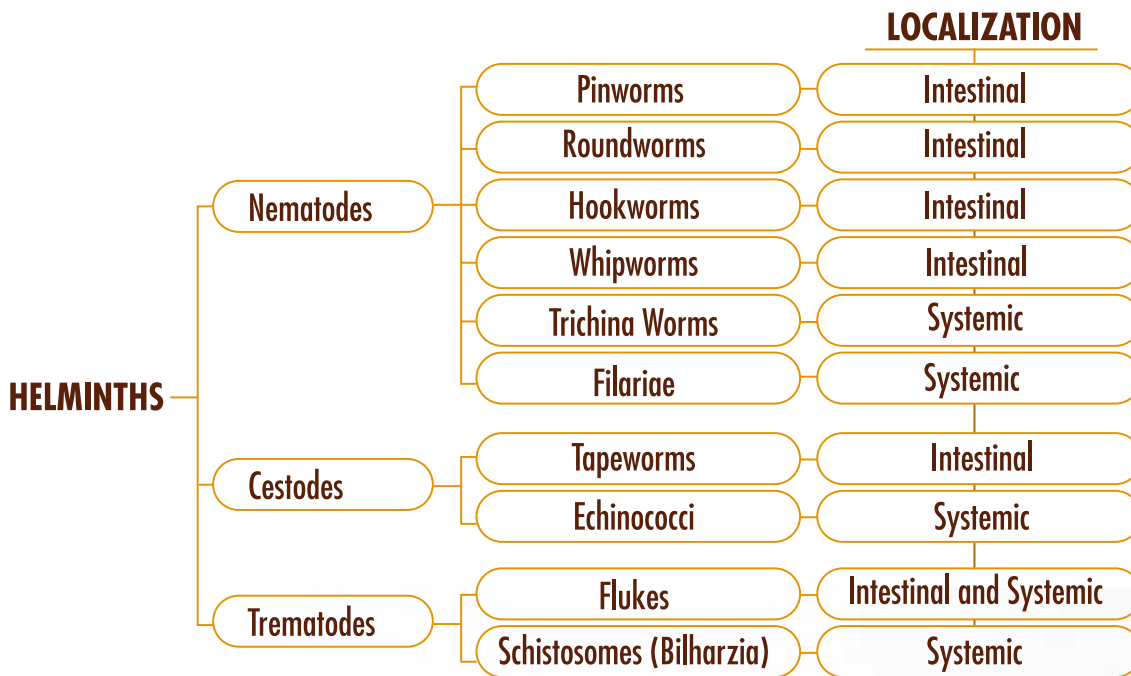 LOCALIZATION
Pinworms
Intestinal
Roundworms
Intestinal
Nematodes
Hookworms
Intestinal
Whipworms
Intestinal
Trichina Worms
Systemic
Filariae
Systemic
HELMINTHS
Tapeworms
Intestinal
Cestodes
Echinococci
Systemic
Flukes
Intestinal and Systemic
Trematodes
Schistosomes (Bilharzia)
Systemic